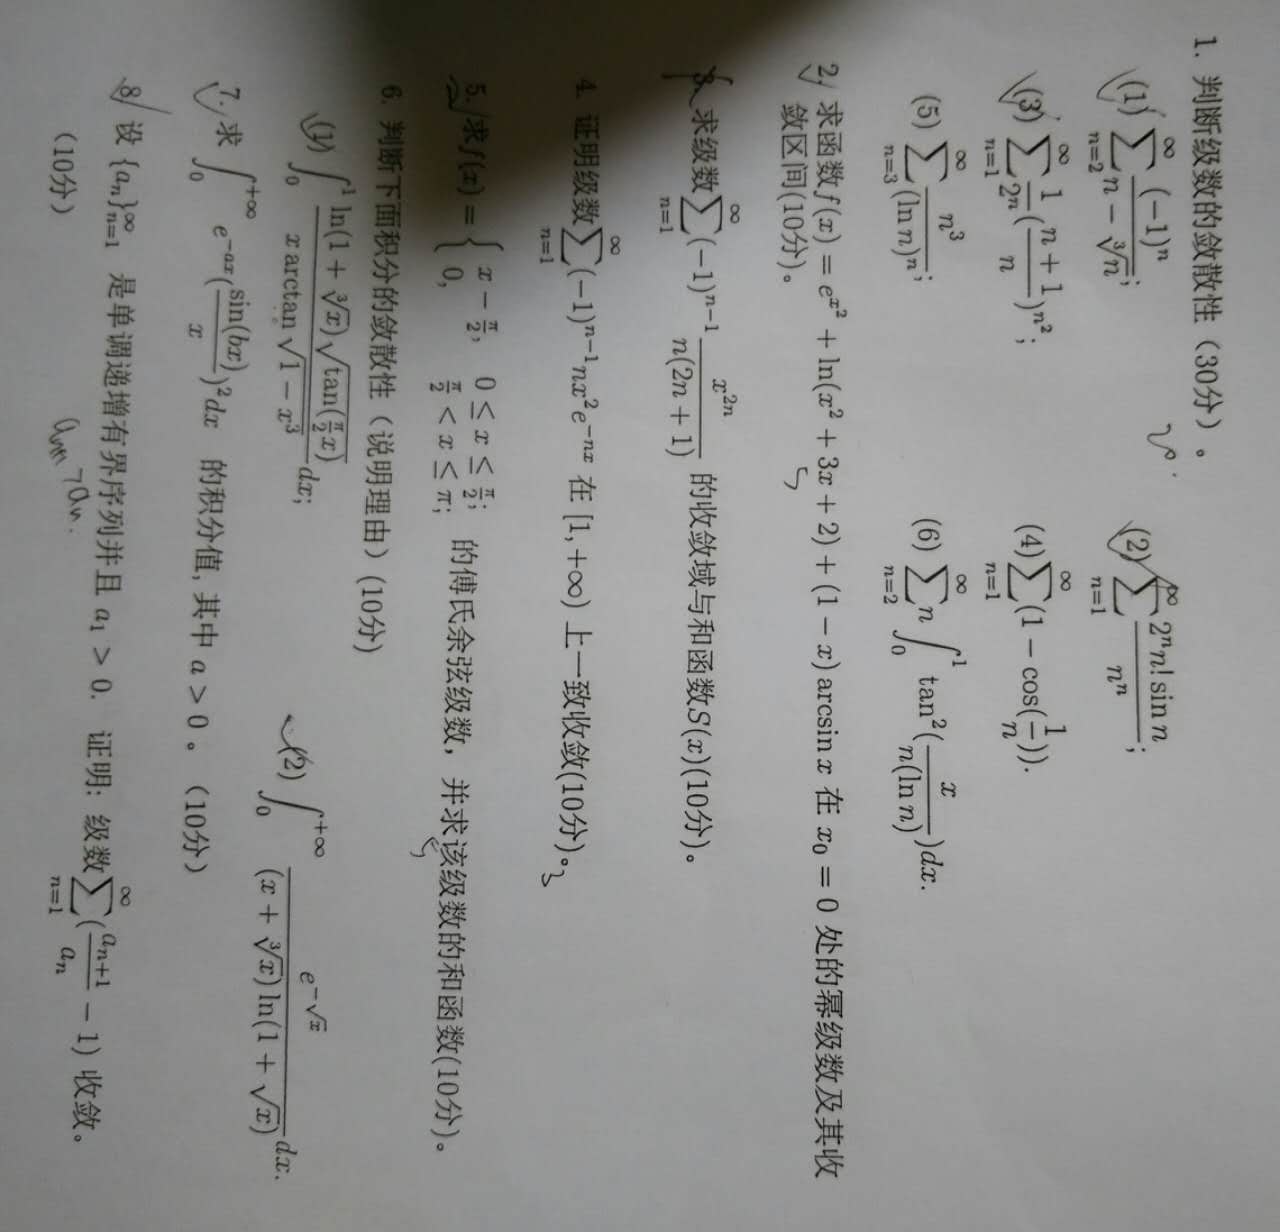 1. 判断级数的敛散性（30分）。
(1) $\sum_{n=2}^{\infty}\frac{(-1)^n}{n-\sqrt[3]{n}}$; (2) $\sum_{n=1}^{\infty}\frac{2^n n!\sin n}{n^n}$;
(3) $\sum_{n=1}^{\infty}\frac{1}{2^n}(\frac{n+1}{n})^{n^2}$; (4) $\sum_{n=1}^{\infty}(1-\cos(\frac{1}{n}))$.
(5) $\sum_{n=3}^{\infty}\frac{n^3}{(\ln n)^n}$; (6) $\sum_{n=2}^{\infty}n\int_0^1\tan^2(\frac{x}{n(\ln n)})dx$.
2. 求函数$f(x)=e^{x^2}+\ln(x^2+3x+2)+(1-x)\arcsin x$ 在 $x_0=0$ 处的幂级数及其收
敛区间(10分)。
3. 求级数$\sum_{n=1}^{\infty}(-1)^{n-1}\frac{x^{2n}}{n(2n+1)}$ 的收敛域与和函数$S(x)$(10分)。
4. 证明级数$\sum_{n=1}^{\infty}(-1)^{n-1}nx^2e^{-nx}$ 在 $[1,+\infty)$ 上一致收敛(10分)。
5. 求$f(x)=\begin{cases}x-\frac{\pi}{2}, & 0\le x\le\frac{\pi}{2};\\ 0, & \frac{\pi}{2}<x\le\pi;\end{cases}$ 的傅氏余弦级数，并求该级数的和函数(10分)。
6. 判断下面积分的敛散性（说明理由）(10分)
(1) $\int_0^1\frac{\ln(1+\sqrt[3]{x})\sqrt{\tan(\frac{\pi}{2}x)}}{x\arctan\sqrt{1-x^3}}dx$; (2) $\int_0^{+\infty}\frac{e^{-\sqrt{x}}}{(x+\sqrt[3]{x})\ln(1+\sqrt{x})}dx$.
7. 求 $\int_0^{+\infty}e^{-ax}(\frac{\sin(bx)}{x})^2dx$ 的积分值, 其中 $a>0$。（10分）
8. 设 $\{a_n\}_{n=1}^{\infty}$ 是单调递增有界序列并且 $a_1>0$. 证明: 级数$\sum_{n=1}^{\infty}(\frac{a_{n+1}}{a_n}-1)$ 收敛。
（10分）